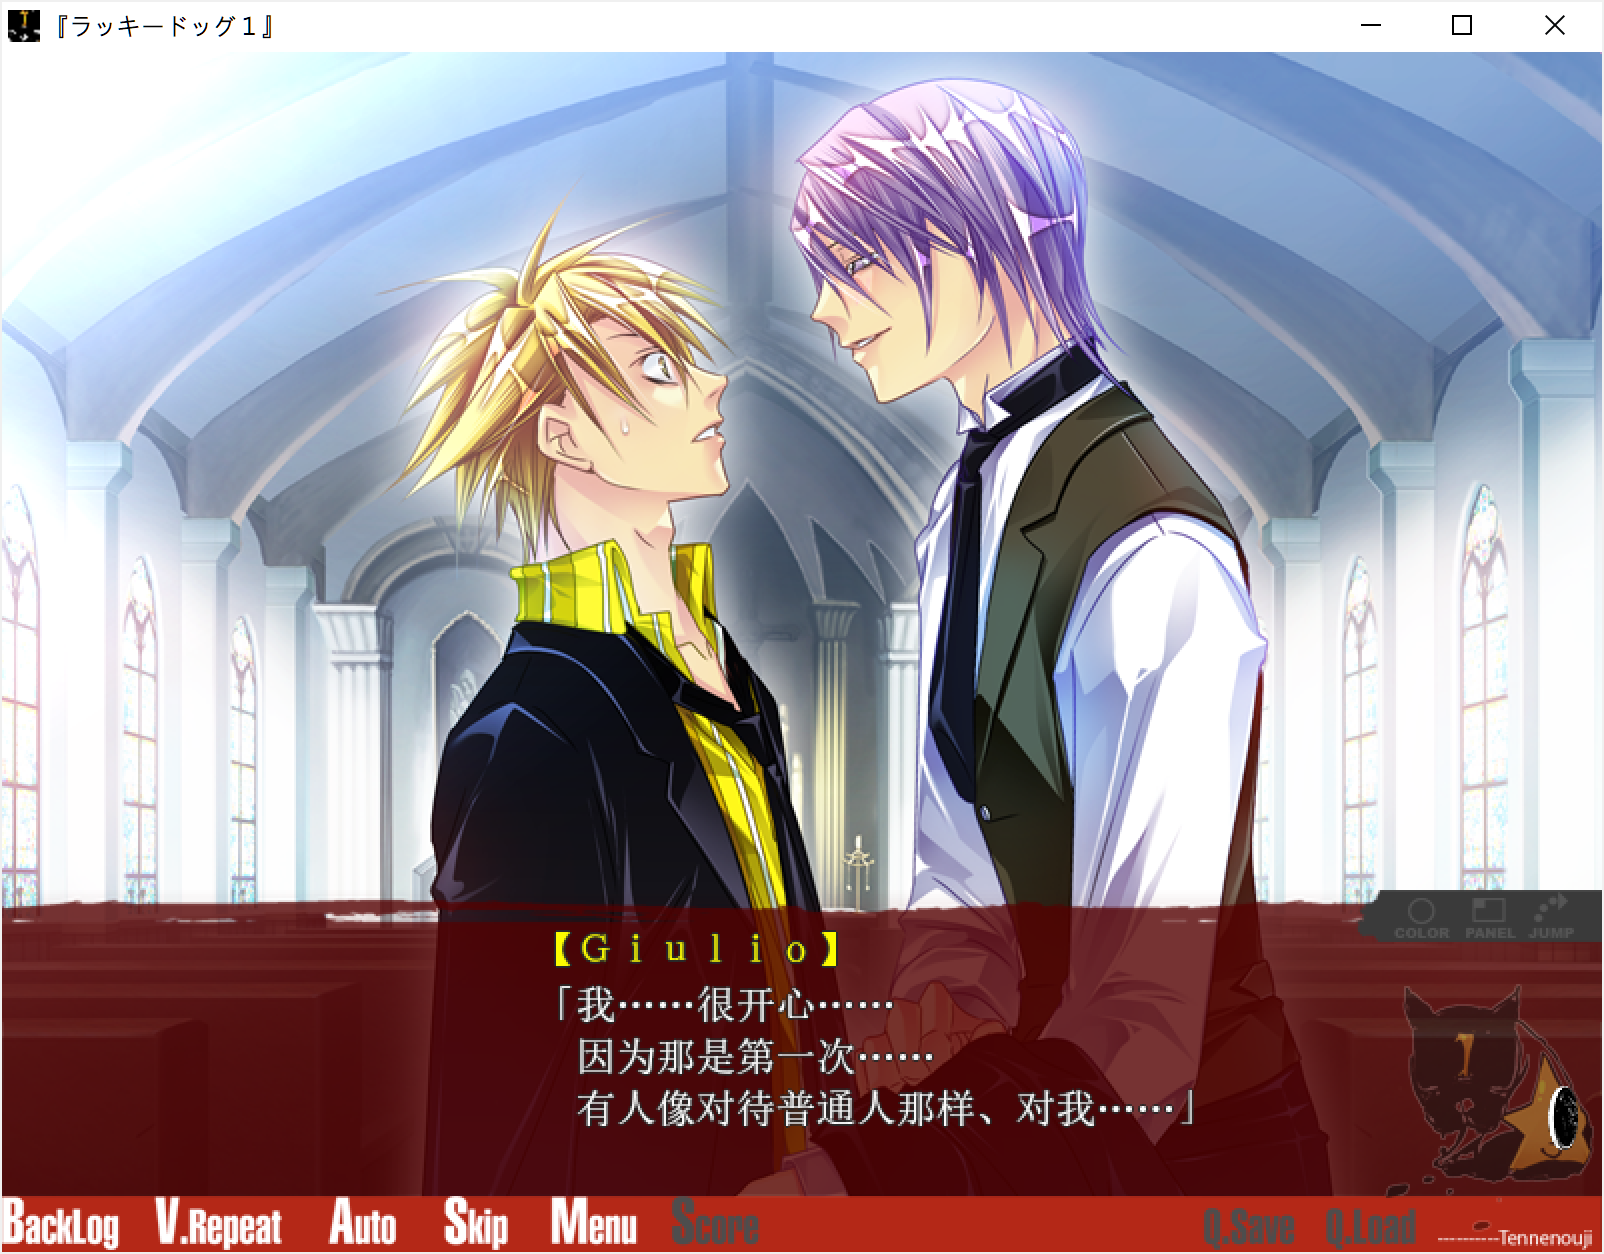 『ラッキードッグ１』
COLOR PANEL JUMP
【Ｇｉｕｌｉｏ】
「我……很开心……
因为那是第一次……
有人像对待普通人那样、对我……」
1
BackLog V.Repeat Auto Skip Menu Score Q.Save Q.Load ----------Tennenouji